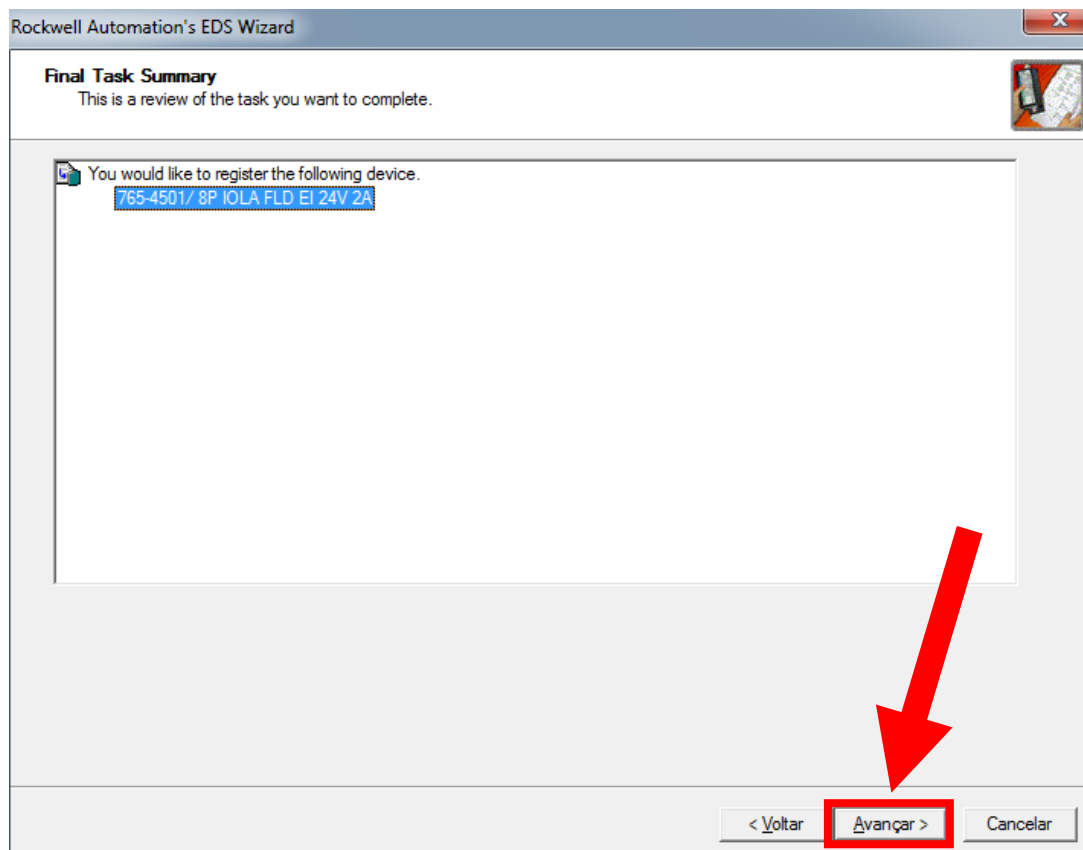 Rockwell Automation's EDS Wizard
Final Task Summary
This is a review of the task you want to complete.
You would like to register the following device.
765-4501/ 8P IOLA FLD EI 24V 2A
< Voltar
Avançar >
Cancelar